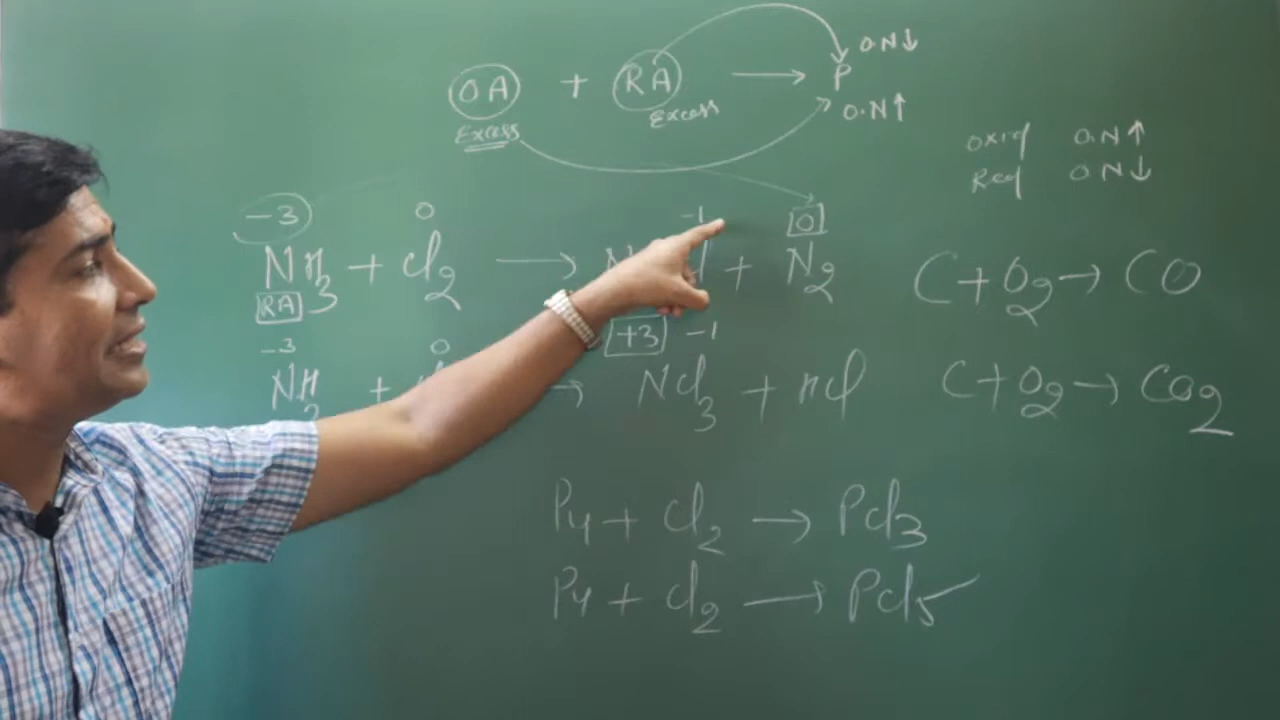 OA + RA → P O.N↓
Excess Excess O.N↑
Oxid O.N↑
Red O.N↓
-3 0 -1 0
NH3 + Cl2 → N + N2
RA
-3 0 +3 -1
NH3 + → NCl3 + HCl
C + O2 → CO
C + O2 → CO2
P4 + Cl2 → PCl3
P4 + Cl2 → PCl5